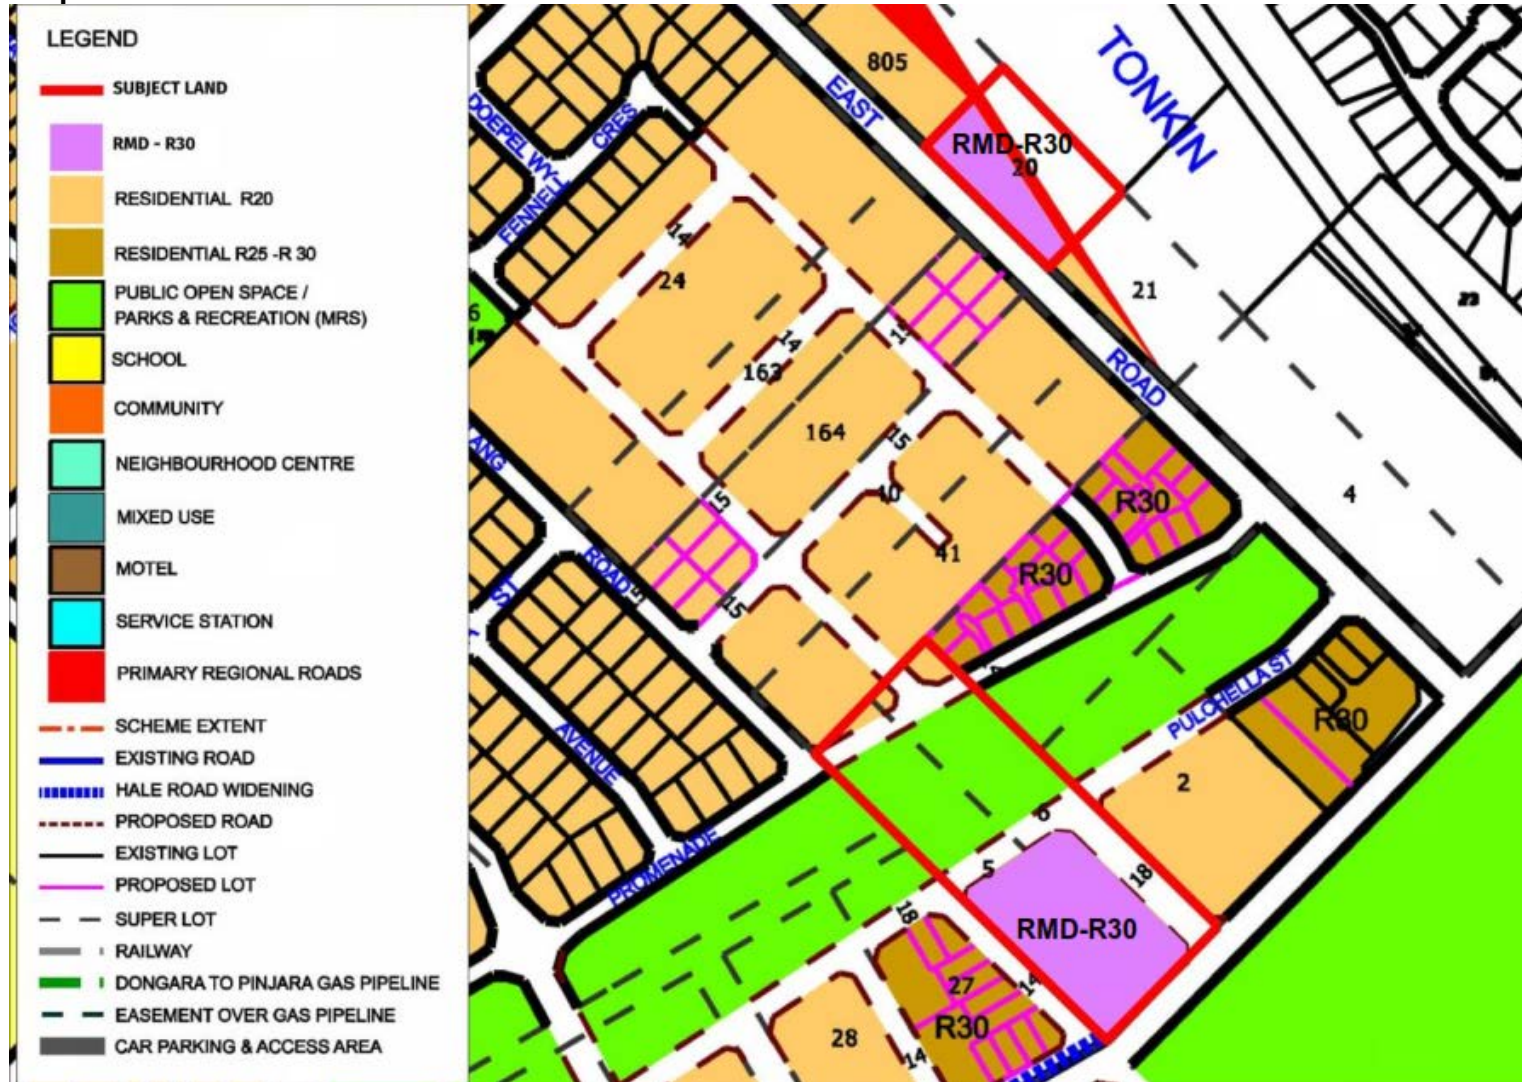 LEGEND
SUBJECT LAND
RMD - R30
RESIDENTIAL R20
RESIDENTIAL R25 -R 30
PUBLIC OPEN SPACE /
PARKS & RECREATION (MRS)
SCHOOL
COMMUNITY
NEIGHBOURHOOD CENTRE
MIXED USE
MOTEL
SERVICE STATION
PRIMARY REGIONAL ROADS
SCHEME EXTENT
EXISTING ROAD
HALE ROAD WIDENING
PROPOSED ROAD
EXISTING LOT
PROPOSED LOT
SUPER LOT
RAILWAY
DONGARA TO PINJARA GAS PIPELINE
EASEMENT OVER GAS PIPELINE
CAR PARKING & ACCESS AREA
805
EAST
TONKIN
DOEPEL WY
CRES
FENNELL
RMD-R30
20
14
24
21
14
163
ROAD
164
15
4
10
41
R30
R30
ROAD
15
15
PULCHELLA ST
R30
2
AVENUE
6
5
18
PROMENADE
18
RMD-R30
27
14
R30
28
14